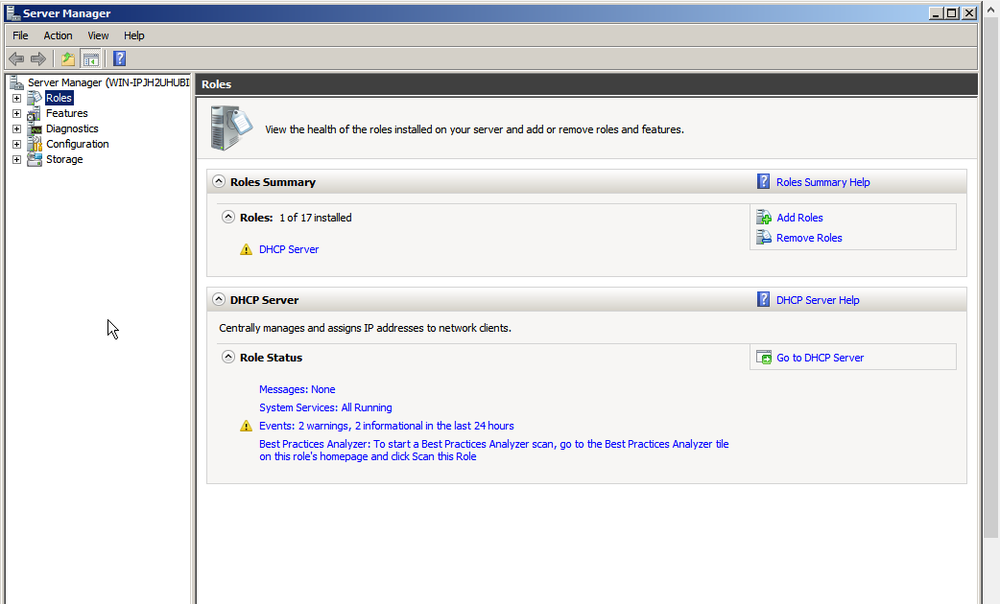 Server Manager
File Action View Help
Server Manager (WIN-IPJH2UHUBI
Roles
Features
Diagnostics
Configuration
Storage
Roles
View the health of the roles installed on your server and add or remove roles and features.
Roles Summary
Roles Summary Help
Roles: 1 of 17 installed
Add Roles
Remove Roles
DHCP Server
DHCP Server
DHCP Server Help
Centrally manages and assigns IP addresses to network clients.
Role Status
Go to DHCP Server
Messages: None
System Services: All Running
Events: 2 warnings, 2 informational in the last 24 hours
Best Practices Analyzer: To start a Best Practices Analyzer scan, go to the Best Practices Analyzer tile
on this role's homepage and click Scan this Role